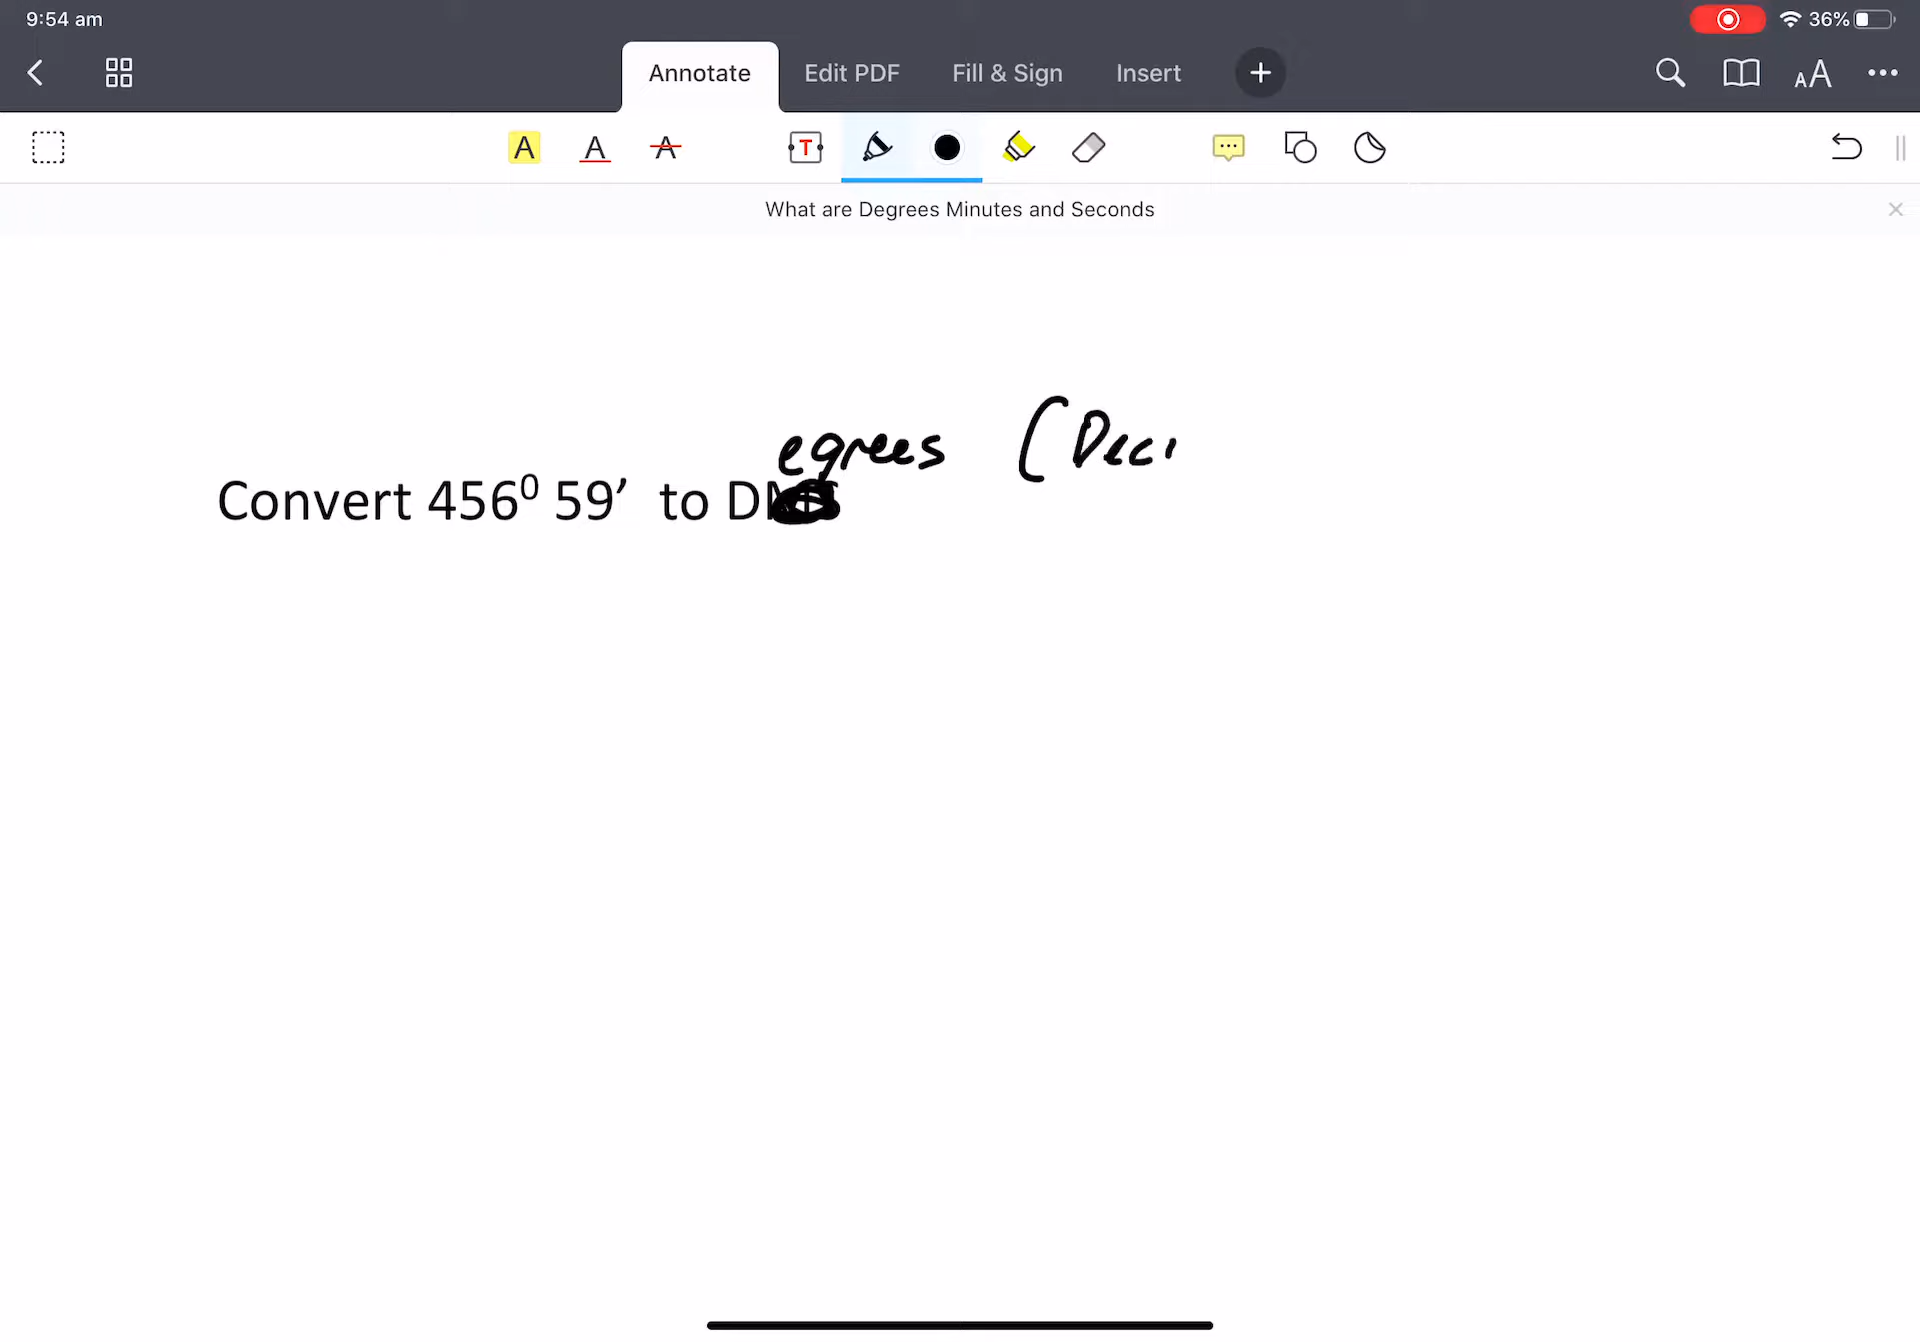 9:54 am
36%
Annotate
Edit PDF
Fill & Sign
Insert
AA
A
A
A
T
What are Degrees Minutes and Seconds
egrees (Deci
Convert 456⁰ 59’ to D